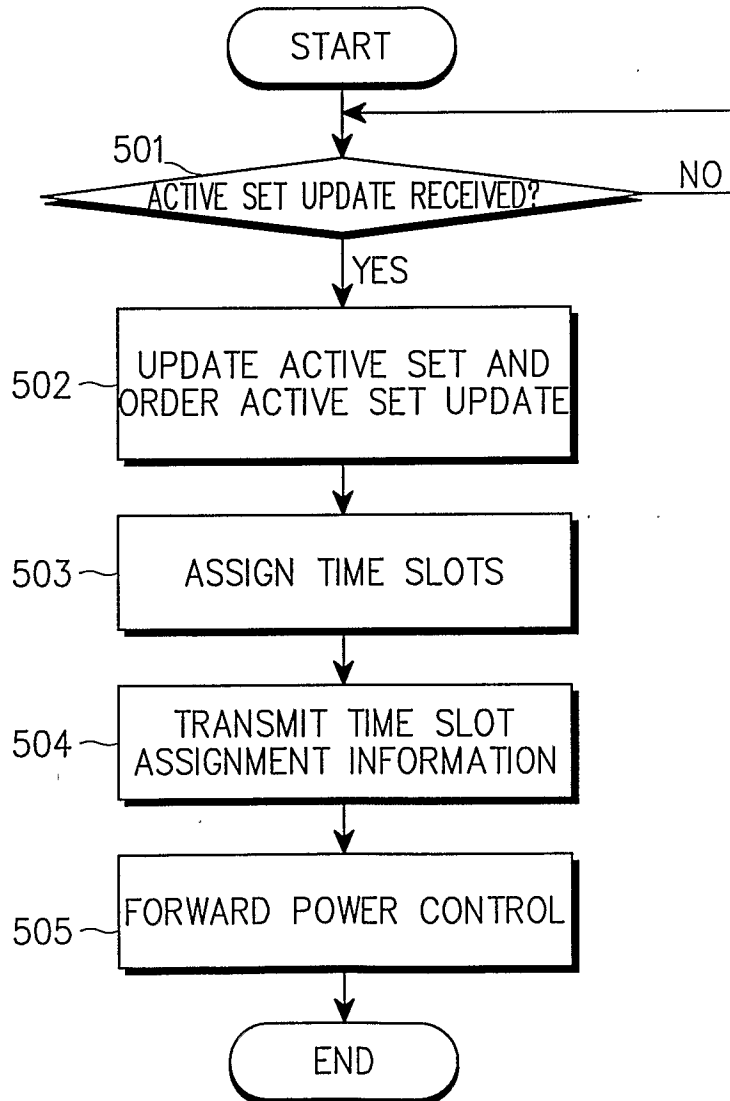 START
501
ACTIVE SET UPDATE RECEIVED?
NO
YES
502
UPDATE ACTIVE SET AND
ORDER ACTIVE SET UPDATE
503
ASSIGN TIME SLOTS
504
TRANSMIT TIME SLOT
ASSIGNMENT INFORMATION
505
FORWARD POWER CONTROL
END